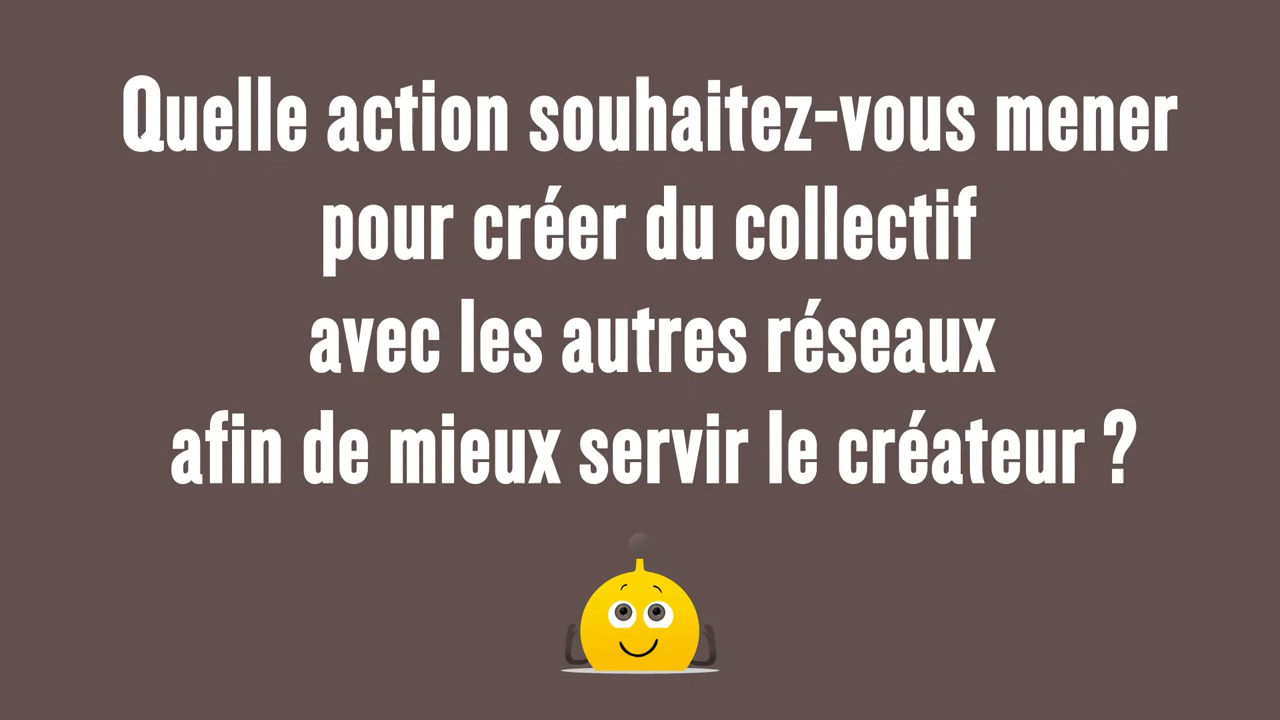 Quelle action souhaitez-vous mener
pour créer du collectif
avec les autres réseaux
afin de mieux servir le créateur ?